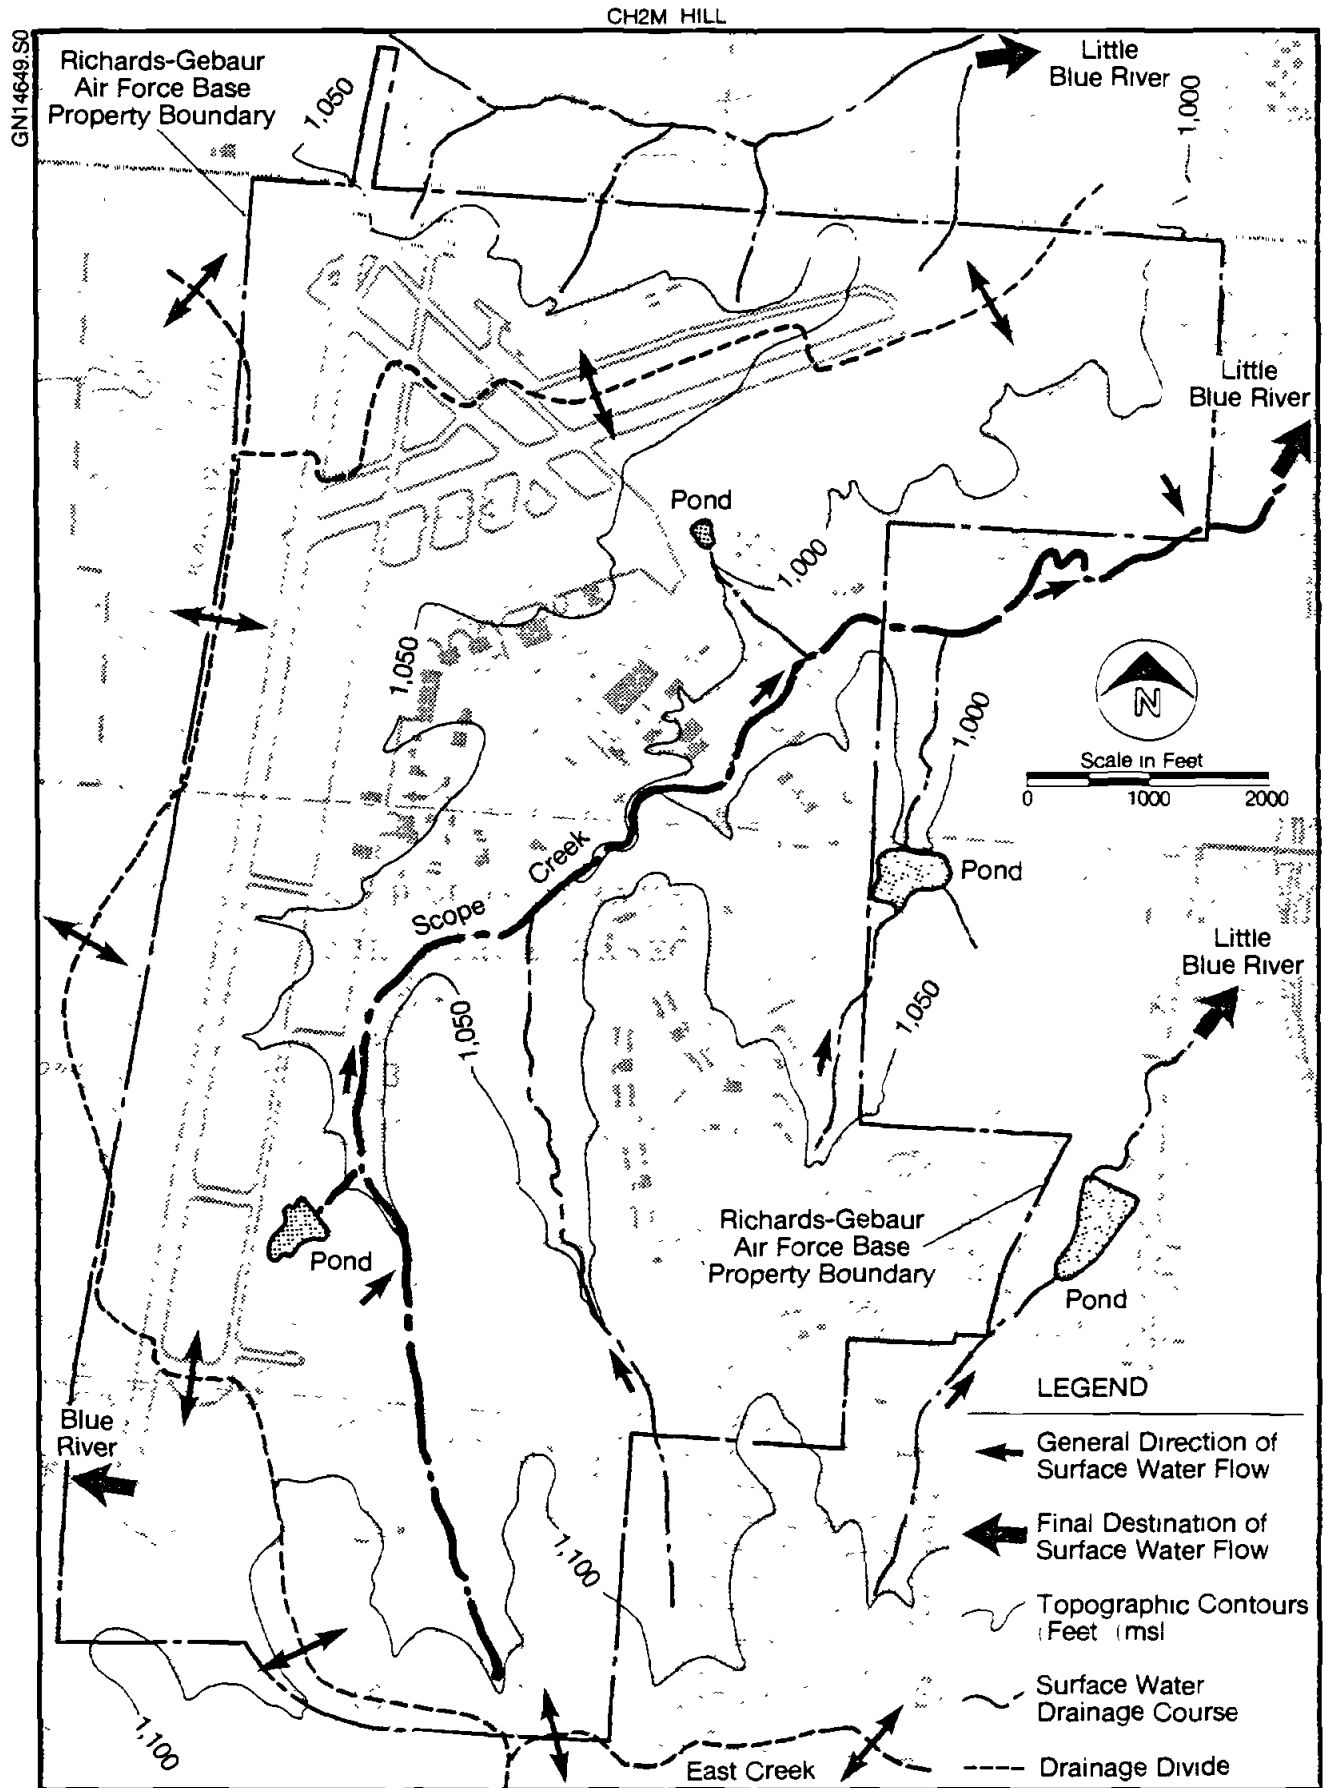 CH2M HILL
GN14649.S0
Richards-Gebaur
Air Force Base
Property Boundary
1,050
Little
Blue River
1,000
Little
Blue River
Pond
1,000
1,050
N
1,000
Scale in Feet
0 1000 2000
Creek
Scope
Pond
Little
Blue River
1,050
1,050
Richards-Gebaur
Air Force Base
Property Boundary
Pond
Pond
Blue
River
LEGEND
General Direction of
Surface Water Flow
Final Destination of
Surface Water Flow
1,100
Topographic Contours
(Feet (msl
Surface Water
Drainage Course
1,100
East Creek
Drainage Divide